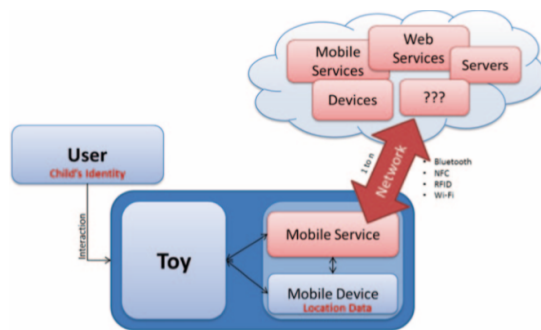 Mobile
Services
Web
Services
Servers
Devices
???
User
Child's Identity
1 to n
Network
• Bluetooth
• NFC
• RFID
• Wi-Fi
Interaction
Toy
Mobile Service
Mobile Device
Location Data